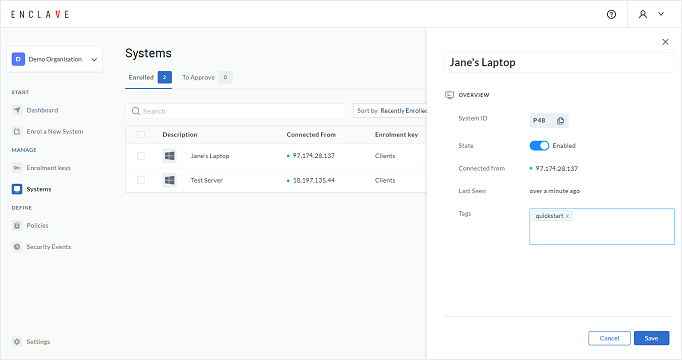 ENCLAVE
D Demo Organisation
START
Dashboard
Enrol a New System
MANAGE
Enrolment keys
Systems
DEFINE
Policies
Security Events
Settings
Systems
Enrolled 2 To Approve 0
Search Sort by Recently Enrolled
Description Connected From Enrolment key
Jane's Laptop 97.174.28.137 Clients
Test Server 18.197.135.44 Clients
Jane's Laptop
OVERVIEW
System ID P48
State Enabled
Connected from 97.174.28.137
Last Seen over a minute ago
Tags quickstart ×
Cancel Save